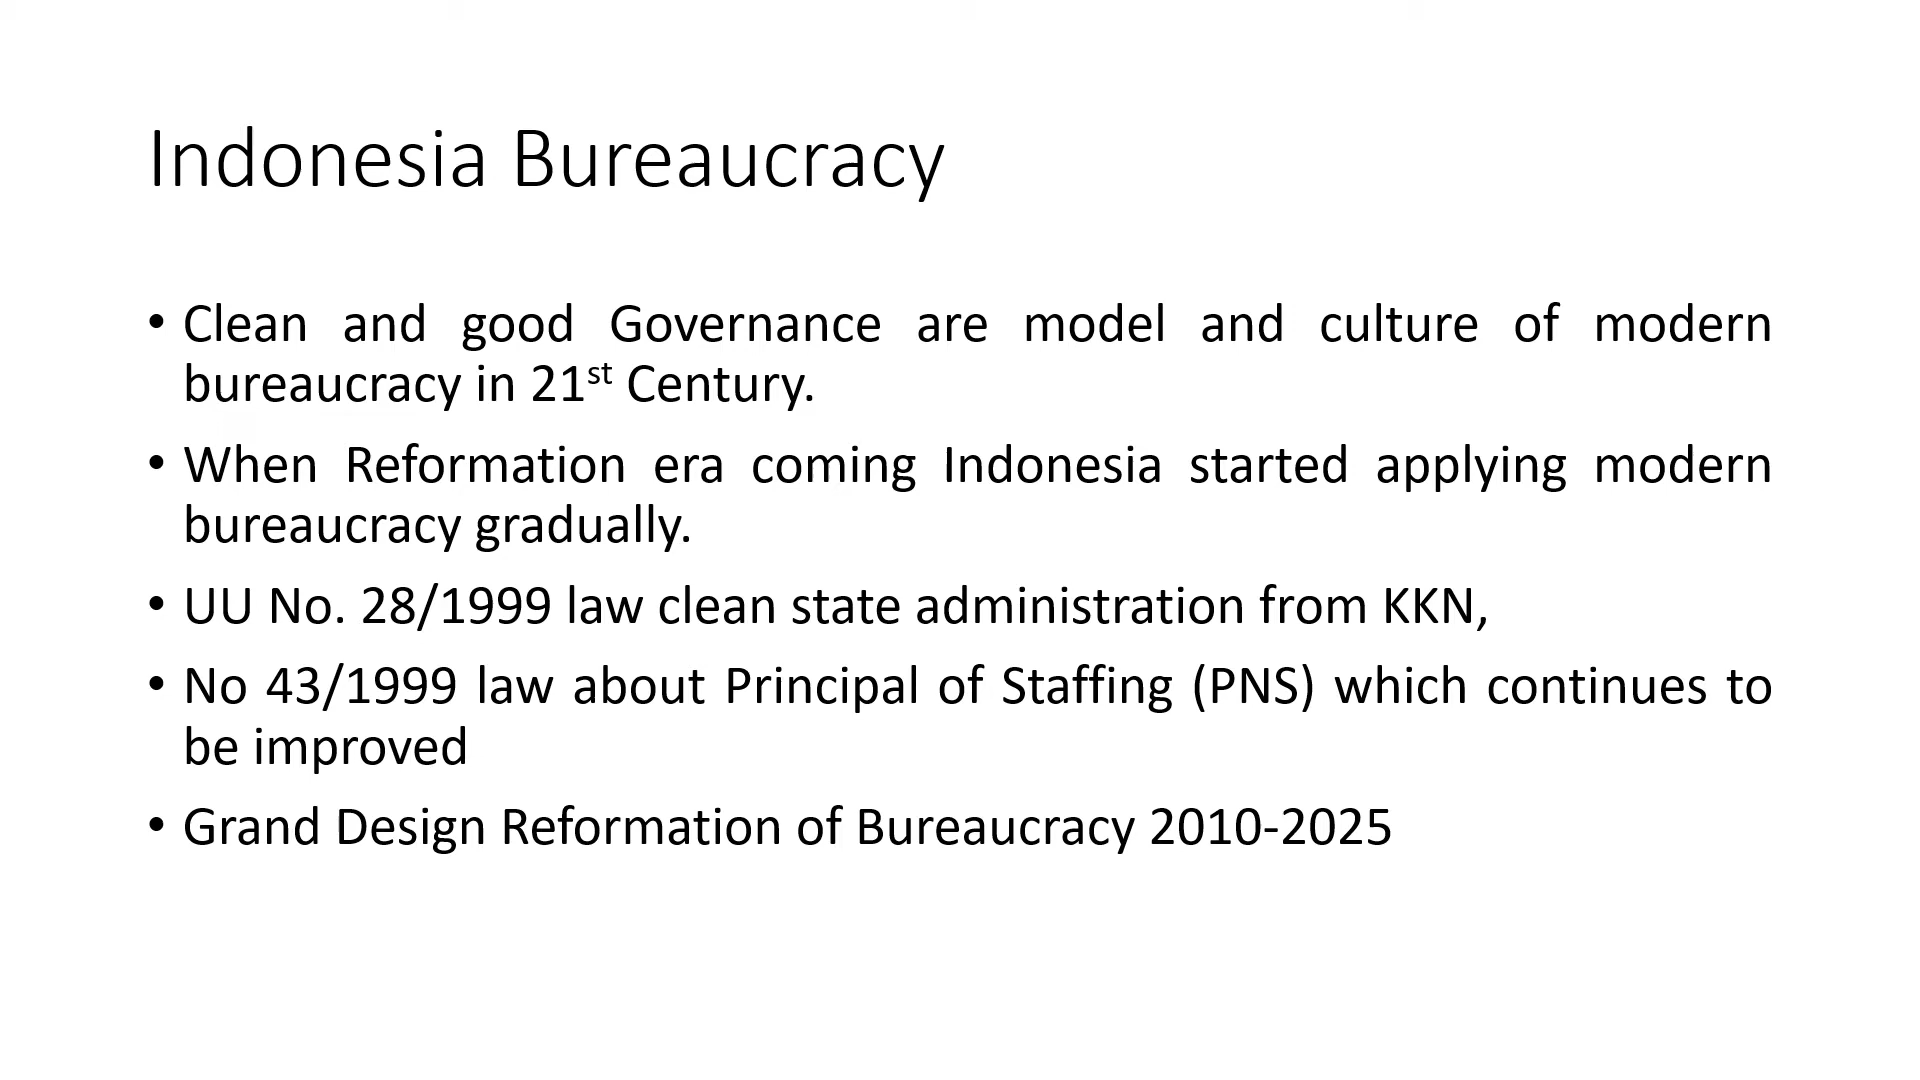 Indonesia Bureaucracy
• Clean and good Governance are model and culture of modern
bureaucracy in 21st Century.
• When Reformation era coming Indonesia started applying modern
bureaucracy gradually.
• UU No. 28/1999 law clean state administration from KKN,
• No 43/1999 law about Principal of Staffing (PNS) which continues to
be improved
• Grand Design Reformation of Bureaucracy 2010-2025